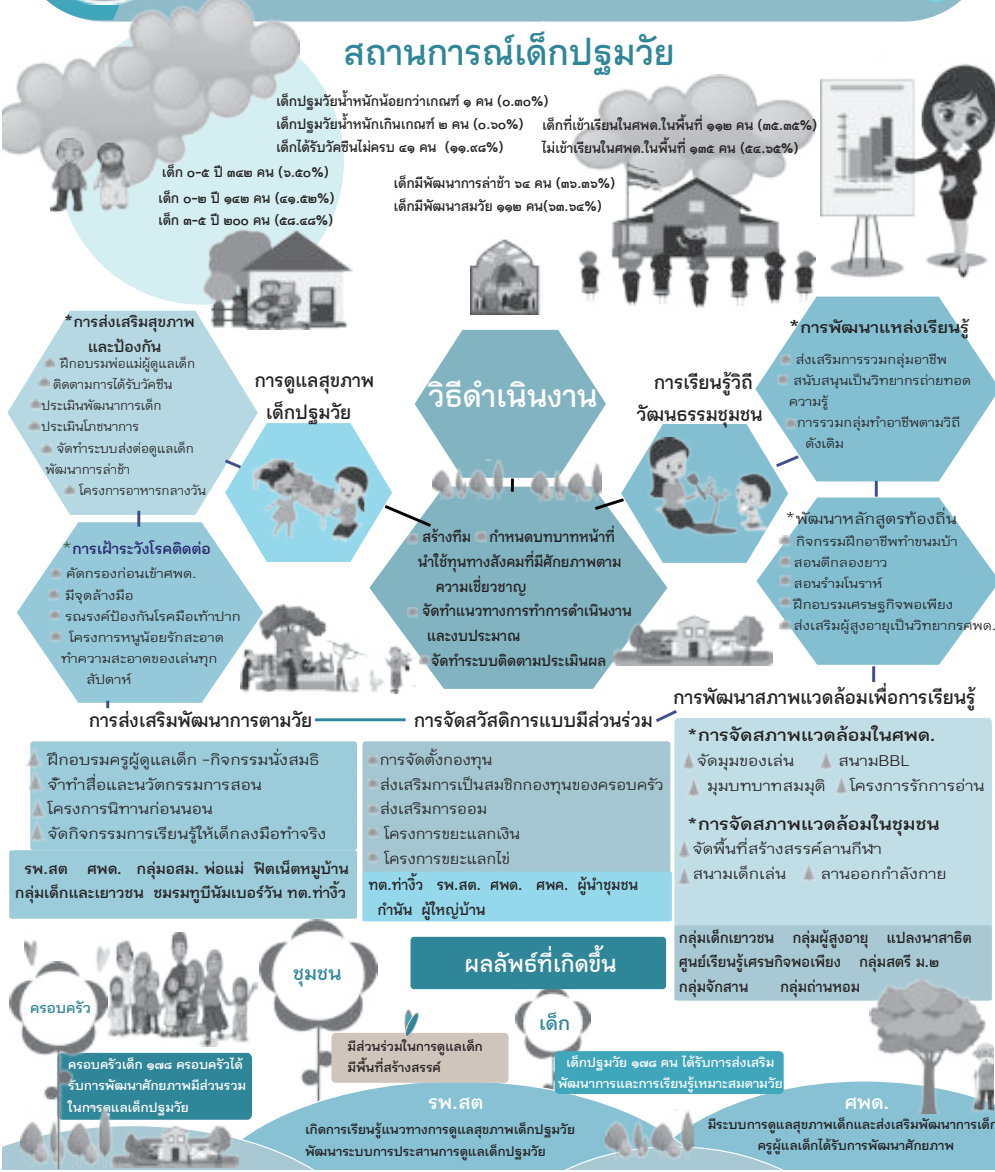 สถานการณ์เด็กปฐมวัย
เด็กปฐมวัยน้ำหนักน้อยกว่าเกณฑ์ ๑ คน (๐.๓๐%)
เด็กปฐมวัยน้ำหนักเกินเกณฑ์ ๒ คน (๐.๖๐%)
เด็กได้รับวัคซีนไม่ครบ ๔๑ คน (๑๑.๙๘%)
เด็กที่เข้าเรียนในศพด.ในพื้นที่ ๑๑๒ คน (๓๕.๓๕%)
ไม่เข้าเรียนในศพด.ในพื้นที่ ๑๓๕ คน (๕๔.๖๕%)
เด็ก ๐-๕ ปี ๓๔๒ คน (๖.๕๐%)
เด็ก ๐-๒ ปี ๑๔๒ คน (๔๑.๕๒%)
เด็ก ๓-๕ ปี ๒๐๐ คน (๕๘.๔๘%)
เด็กมีพัฒนาการล่าช้า ๖๔ คน (๓๖.๓๖%)
เด็กมีพัฒนาสมวัย ๑๑๒ คน(๖๓.๖๔%)
*การส่งเสริมสุขภาพ
และป้องกัน
ฝึกอบรมพ่อแม่ผู้ดูแลเด็ก
ติดตามการได้รับวัคซีน
ประเมินพัฒนาการเด็ก
ประเมินโภชนาการ
จัดทำระบบส่งต่อดูแลเด็ก
พัฒนาการล่าช้า
โครงการอาหารกลางวัน
การดูแลสุขภาพ
เด็กปฐมวัย
วิธีดำเนินงาน
การเรียนรู้วิถี
วัฒนธรรมชุมชน
*การพัฒนาแหล่งเรียนรู้
ส่งเสริมการรวมกลุ่มอาชีพ
สนับสนุนเป็นวิทยากรถ่ายทอด
ความรู้
การรวมกลุ่มทำอาชีพตามวิถี
ดังเดิม
*การเฝ้าระวังโรคติดต่อ
คัดกรองก่อนเข้าศพด.
มีจุดล้างมือ
รณรงค์ป้องกันโรคมือเท้าปาก
โครงการหนูน้อยรักสะอาด
ทำความสะอาดของเล่นทุก
สัปดาห์
สร้างทีม กำหนดบทบาทหน้าที่
นำใช้ทุนทางสังคมที่มีศักยภาพตาม
ความเชี่ยวชาญ
จัดทำแนวทางการทำการดำเนินงาน
และงบประมาณ
จัดทำระบบติดตามประเมินผล
*พัฒนาหลักสูตรท้องถิ่น
กิจกรรมฝึกอาชีพทำขนมบ้า
สอนตีกลองยาว
สอนรำมโนราห์
ฝึกอบรมเศรษฐกิจพอเพียง
ส่งเสริมผู้สูงอายุเป็นวิทยากรศพด.
การส่งเสริมพัฒนาการตามวัย
การจัดสวัสดิการแบบมีส่วนร่วม
การพัฒนาสภาพแวดล้อมเพื่อการเรียนรู้
ฝึกอบรมครูผู้ดูแลเด็ก -กิจกรรมนั่งสมธิ
จ้าทำสื่อและนวัตกรรมการสอน
โครงการนิทานก่อนนอน
จัดกิจกรรมการเรียนรู้ให้เด็กลงมือทำจริง
รพ.สต ศพด. กลุ่มอสม. พ่อแม่ ฟิตเน็ตหมูบ้าน
กลุ่มเด็กและเยาวชน ชมรมทูบีนัมเบอร์วัน ทต.ท่างิ้ว
การจัดตั้งกองทุน
ส่งเสริมการเป็นสมชิกกองทุนของครอบครัว
ส่งเสริมการออม
โครงการขยะแลกเงิน
โครงการขยะแลกไข่
ทต.ท่างิ้ว รพ.สต. ศพด. ศพค. ผู้นำชุมชน
กำนัน ผู้ใหญ่บ้าน
*การจัดสภาพแวดล้อมในศพด.
จัดมุมของเล่น สนามBBL
มุมบทบาทสมมุติ โครงการรักการอ่าน
*การจัดสภาพแวดล้อมในชุมชน
จัดพื้นที่สร้างสรรค์ลานกีฬา
สนามเด็กเล่น ลานออกกำลังกาย
กลุ่มเด็กเยาวชน กลุ่มผู้สูงอายุ แปลงนาสาธิต
ศูนย์เรียนรู้เศรษฐกิจพอเพียง กลุ่มสตรี ม.๒
กลุ่มจักสาน กลุ่มถ่านหอม
ผลลัพธ์ที่เกิดขึ้น
ครอบครัว
ชุมชน
เด็ก
ครอบครัวเด็ก ๑๗๘ ครอบครัวได้
รับการพัฒนาศักยภาพมีส่วนรวม
ในการดูแลเด็กปฐมวัย
มีส่วนร่วมในการดูแลเด็ก
มีพื้นที่สร้างสรรค์
เด็กปฐมวัย ๑๗๘ คน ได้รับการส่งเสริม
พัฒนาการและการเรียนรู้เหมาะสมตามวัย
รพ.สต
เกิดการเรียนรู้แนวทางการดูแลสุขภาพเด็กปฐมวัย
พัฒนาระบบการประสานการดูแลเด็กปฐมวัย
ศพด.
มีระบบการดูแลสุขภาพเด็กและส่งเสริมพัฒนาการเด็ก
ครูผู้แลเด็กได้รับการพัฒนาศักยภาพ